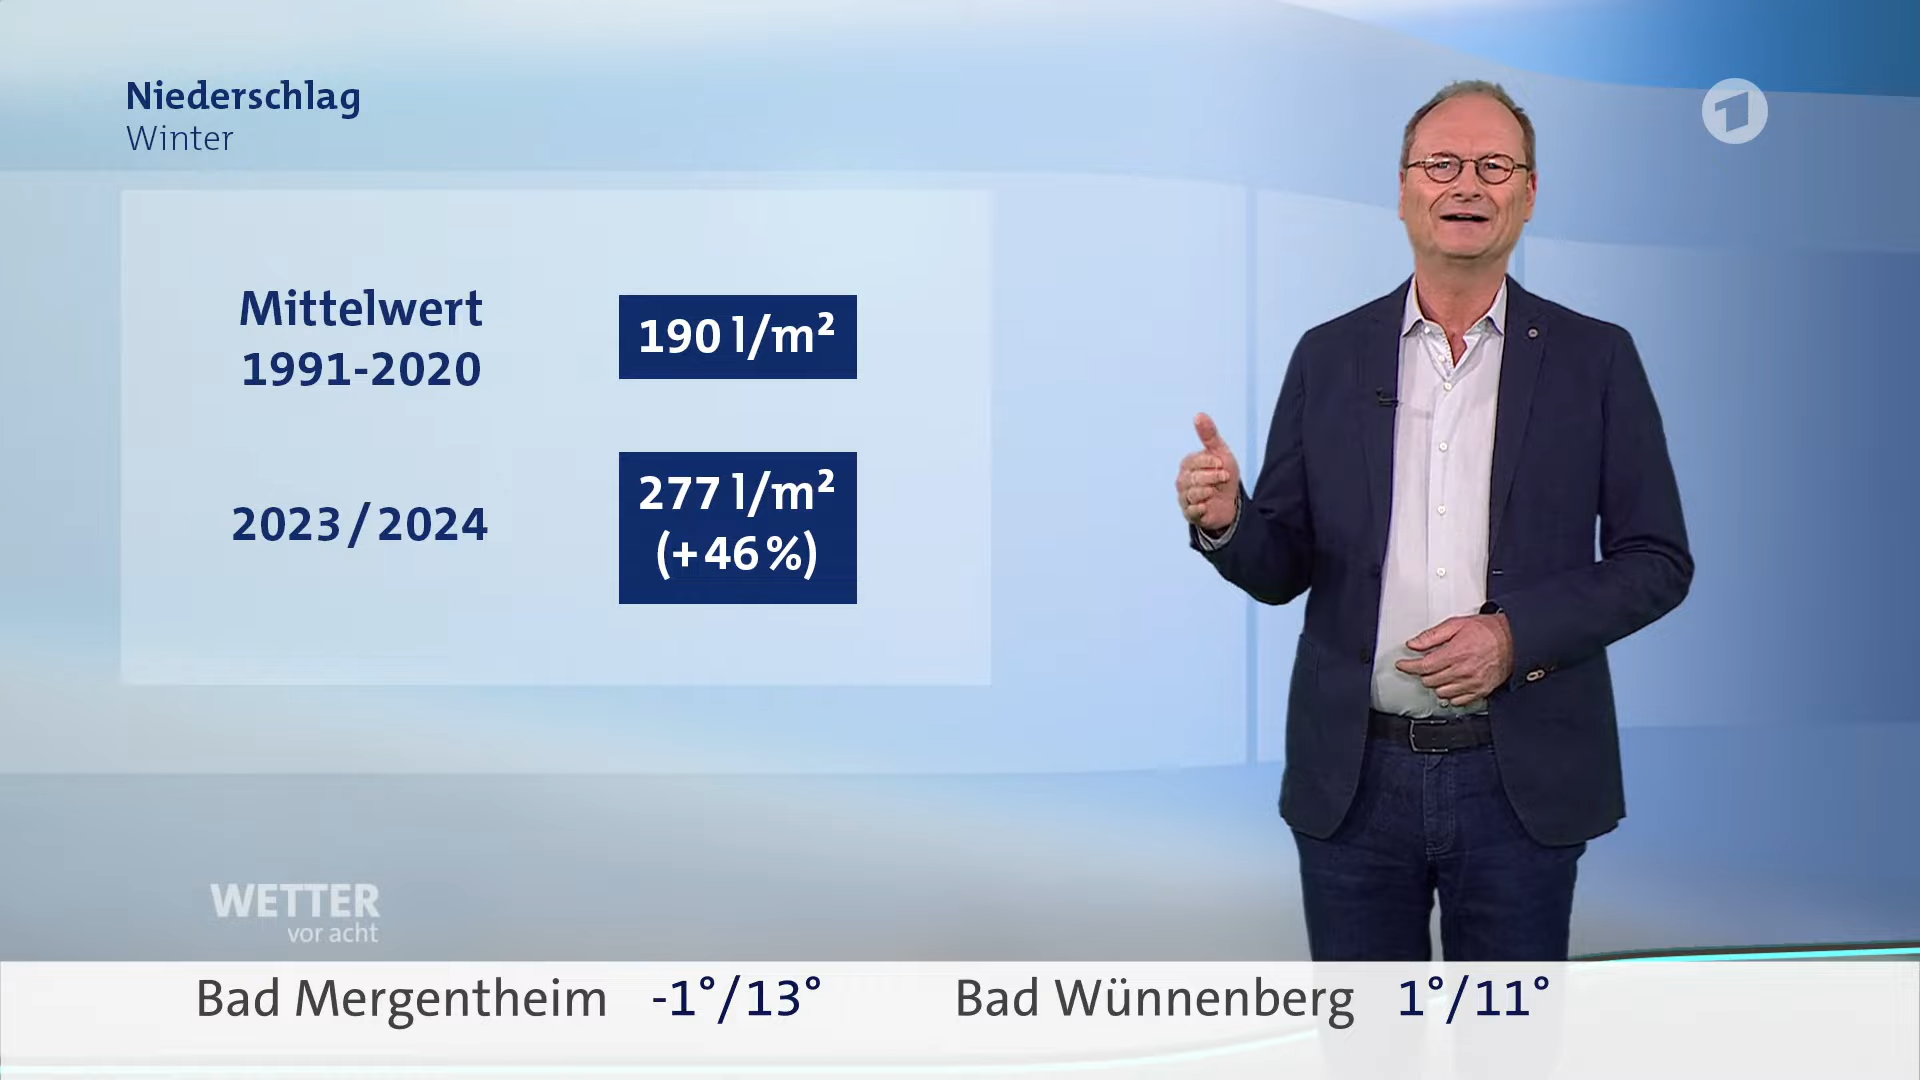 Niederschlag
Winter
Mittelwert
1991-2020
190 l/m²
2023/2024
277 l/m²
(+46%)
WETTER
vor acht
Bad Mergentheim -1°/13° Bad Wünnenberg 1°/11°